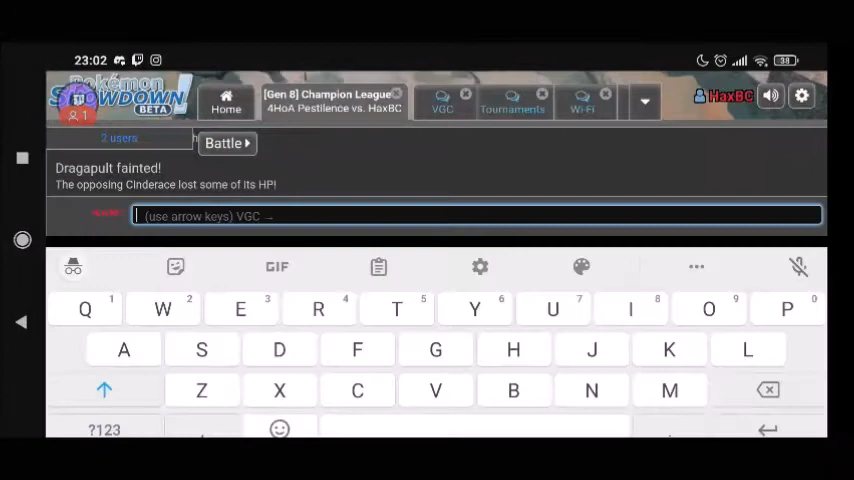 23:02
38
Pokémon
SHOWDOWN!
BETA
1
Home
[Gen 8] Champion League
4HoA Pestilence vs. HaxBC
VGC
Tournaments
Wi-Fi
HaxBC
2 users
Battle
Dragapult fainted!
The opposing Cinderace lost some of its HP!
(use arrow keys) VGC →
GIF
Q 1 W 2 E 3 R 4 T 5 Y 6 U 7 I 8 O 9 P 0
A S D F G H J K L
Z X C V B N M
?123 , .